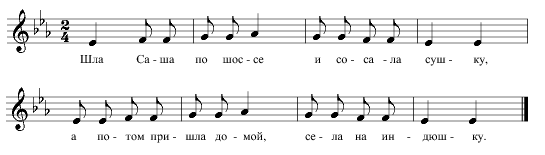 Шла Са - ша по шос - се и со - са - ла суш - ку,
а по - том при - шла до - мой, се - ла на ин - дюш - ку.